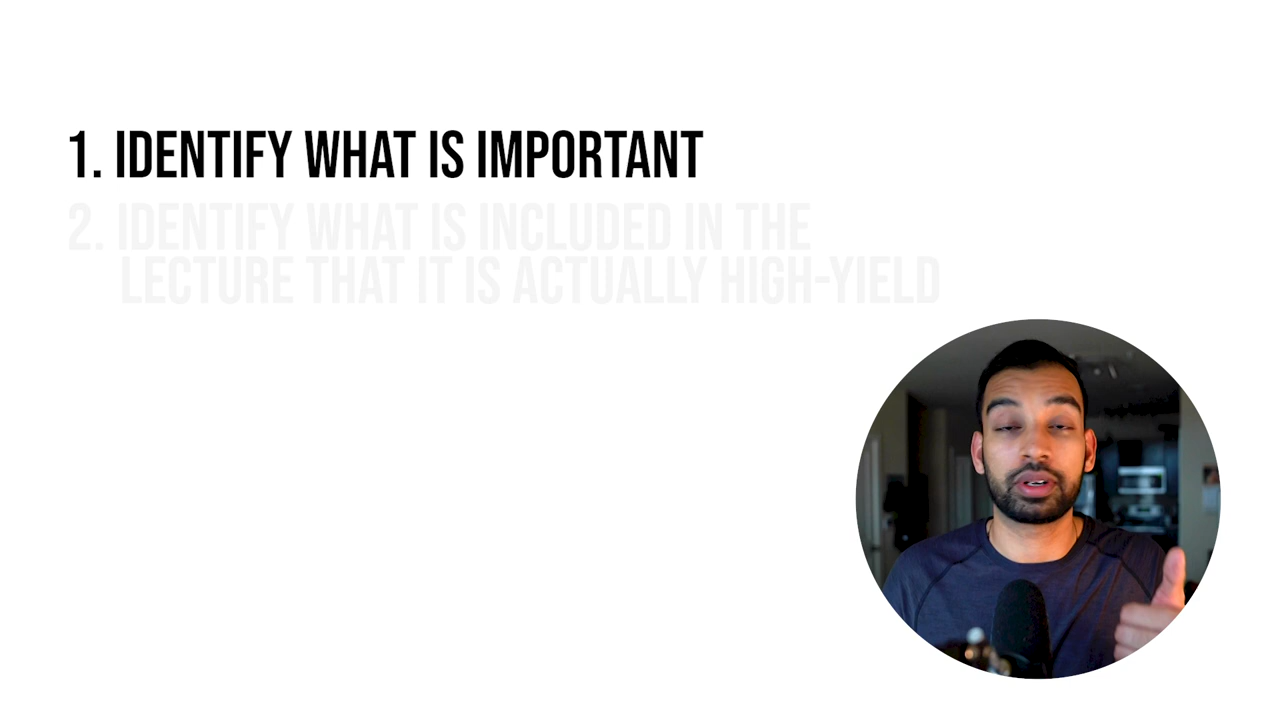 1. IDENTIFY WHAT IS IMPORTANT
2. IDENTIFY WHAT IS INCLUDED IN THE
LECTURE THAT IT IS ACTUALLY HIGH-YIELD